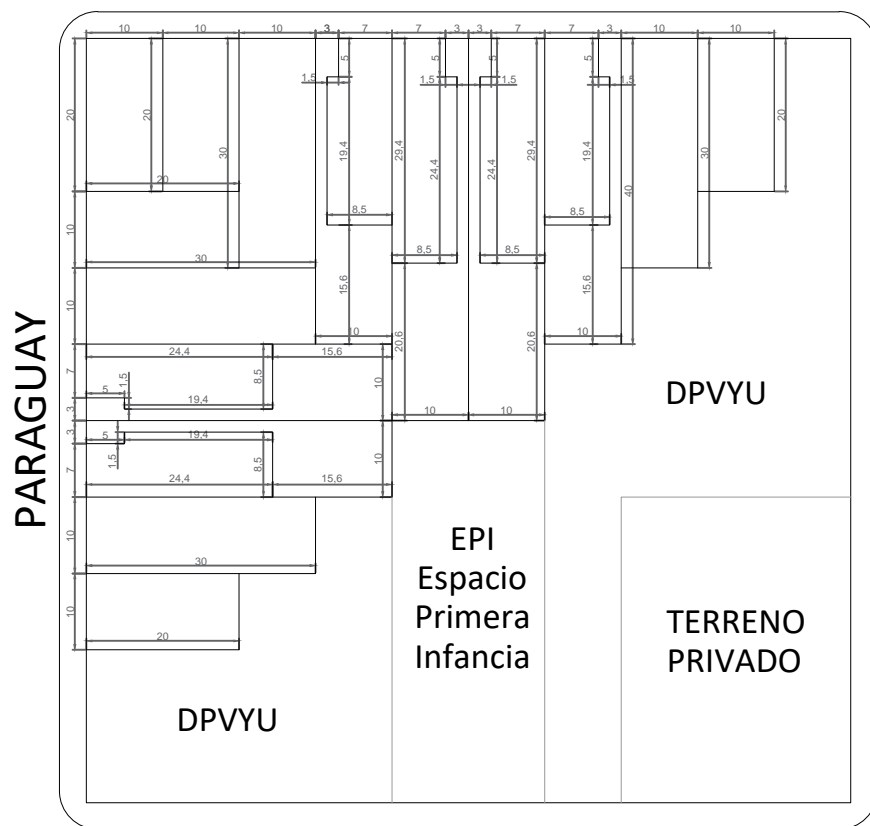 10 10 10 3 7 7 3 3 7 7 3 10 10
5 5 5 5
1,5 1,5 1,5 1,5
20 20 30 19,4 29,4 24,4 24,4 29,4 19,4 40 30 20
20
8,5 8,5 8,5 8,5
10
30
10 15,6 20,6 20,6 15,6
10 10
24,4 15,6
7 1,5 8,5 10
5
19,4
DPVYU
3
10 10
3 5 19,4
7 1,5 8,5 10
24,4 15,6
PARAGUAY
10
30
EPI
Espacio
Primera
Infancia
10
20
TERRENO
PRIVADO
DPVYU